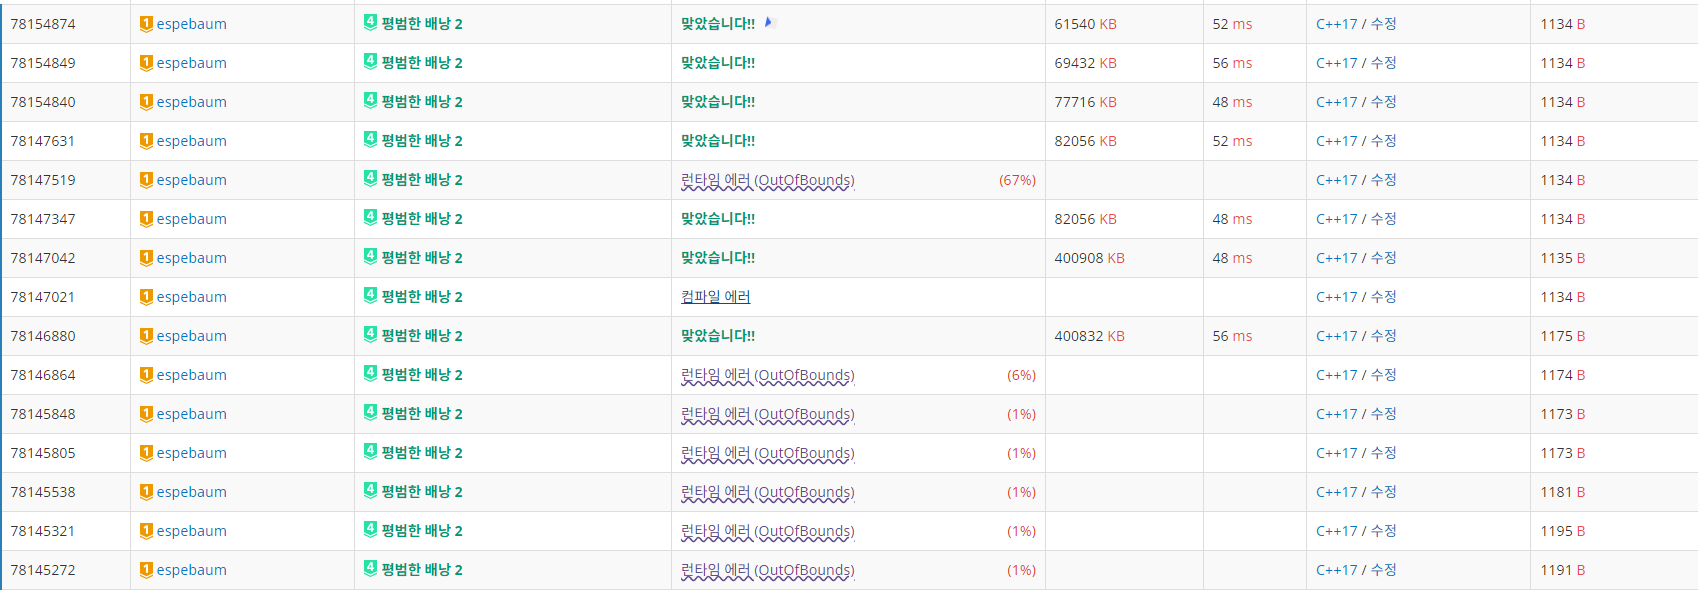 78154874 1 espebaum 4 평범한 배낭 2 맞았습니다!! 61540 KB 52 ms C++17 / 수정 1134 B
78154849 1 espebaum 4 평범한 배낭 2 맞았습니다!! 69432 KB 56 ms C++17 / 수정 1134 B
78154840 1 espebaum 4 평범한 배낭 2 맞았습니다!! 77716 KB 48 ms C++17 / 수정 1134 B
78147631 1 espebaum 4 평범한 배낭 2 맞았습니다!! 82056 KB 52 ms C++17 / 수정 1134 B
78147519 1 espebaum 4 평범한 배낭 2 런타임 에러 (OutOfBounds) (67%) C++17 / 수정 1134 B
78147347 1 espebaum 4 평범한 배낭 2 맞았습니다!! 82056 KB 48 ms C++17 / 수정 1134 B
78147042 1 espebaum 4 평범한 배낭 2 맞았습니다!! 400908 KB 48 ms C++17 / 수정 1135 B
78147021 1 espebaum 4 평범한 배낭 2 컴파일 에러 C++17 / 수정 1134 B
78146880 1 espebaum 4 평범한 배낭 2 맞았습니다!! 400832 KB 56 ms C++17 / 수정 1175 B
78146864 1 espebaum 4 평범한 배낭 2 런타임 에러 (OutOfBounds) (6%) C++17 / 수정 1174 B
78145848 1 espebaum 4 평범한 배낭 2 런타임 에러 (OutOfBounds) (1%) C++17 / 수정 1173 B
78145805 1 espebaum 4 평범한 배낭 2 런타임 에러 (OutOfBounds) (1%) C++17 / 수정 1173 B
78145538 1 espebaum 4 평범한 배낭 2 런타임 에러 (OutOfBounds) (1%) C++17 / 수정 1181 B
78145321 1 espebaum 4 평범한 배낭 2 런타임 에러 (OutOfBounds) (1%) C++17 / 수정 1195 B
78145272 1 espebaum 4 평범한 배낭 2 런타임 에러 (OutOfBounds) (1%) C++17 / 수정 1191 B